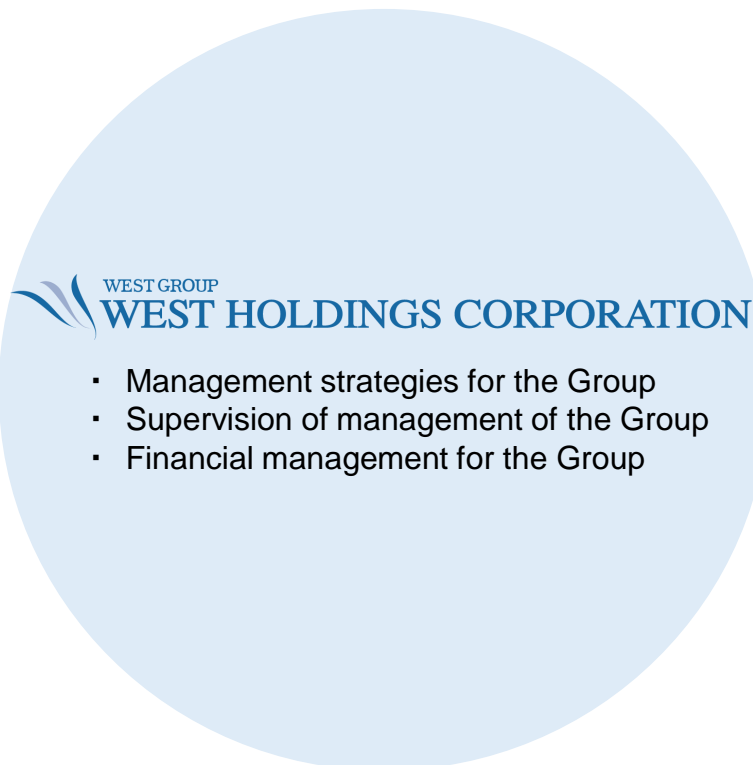 WEST GROUP
WEST HOLDINGS CORPORATION
・ Management strategies for the Group
・ Supervision of management of the Group
・ Financial management for the Group